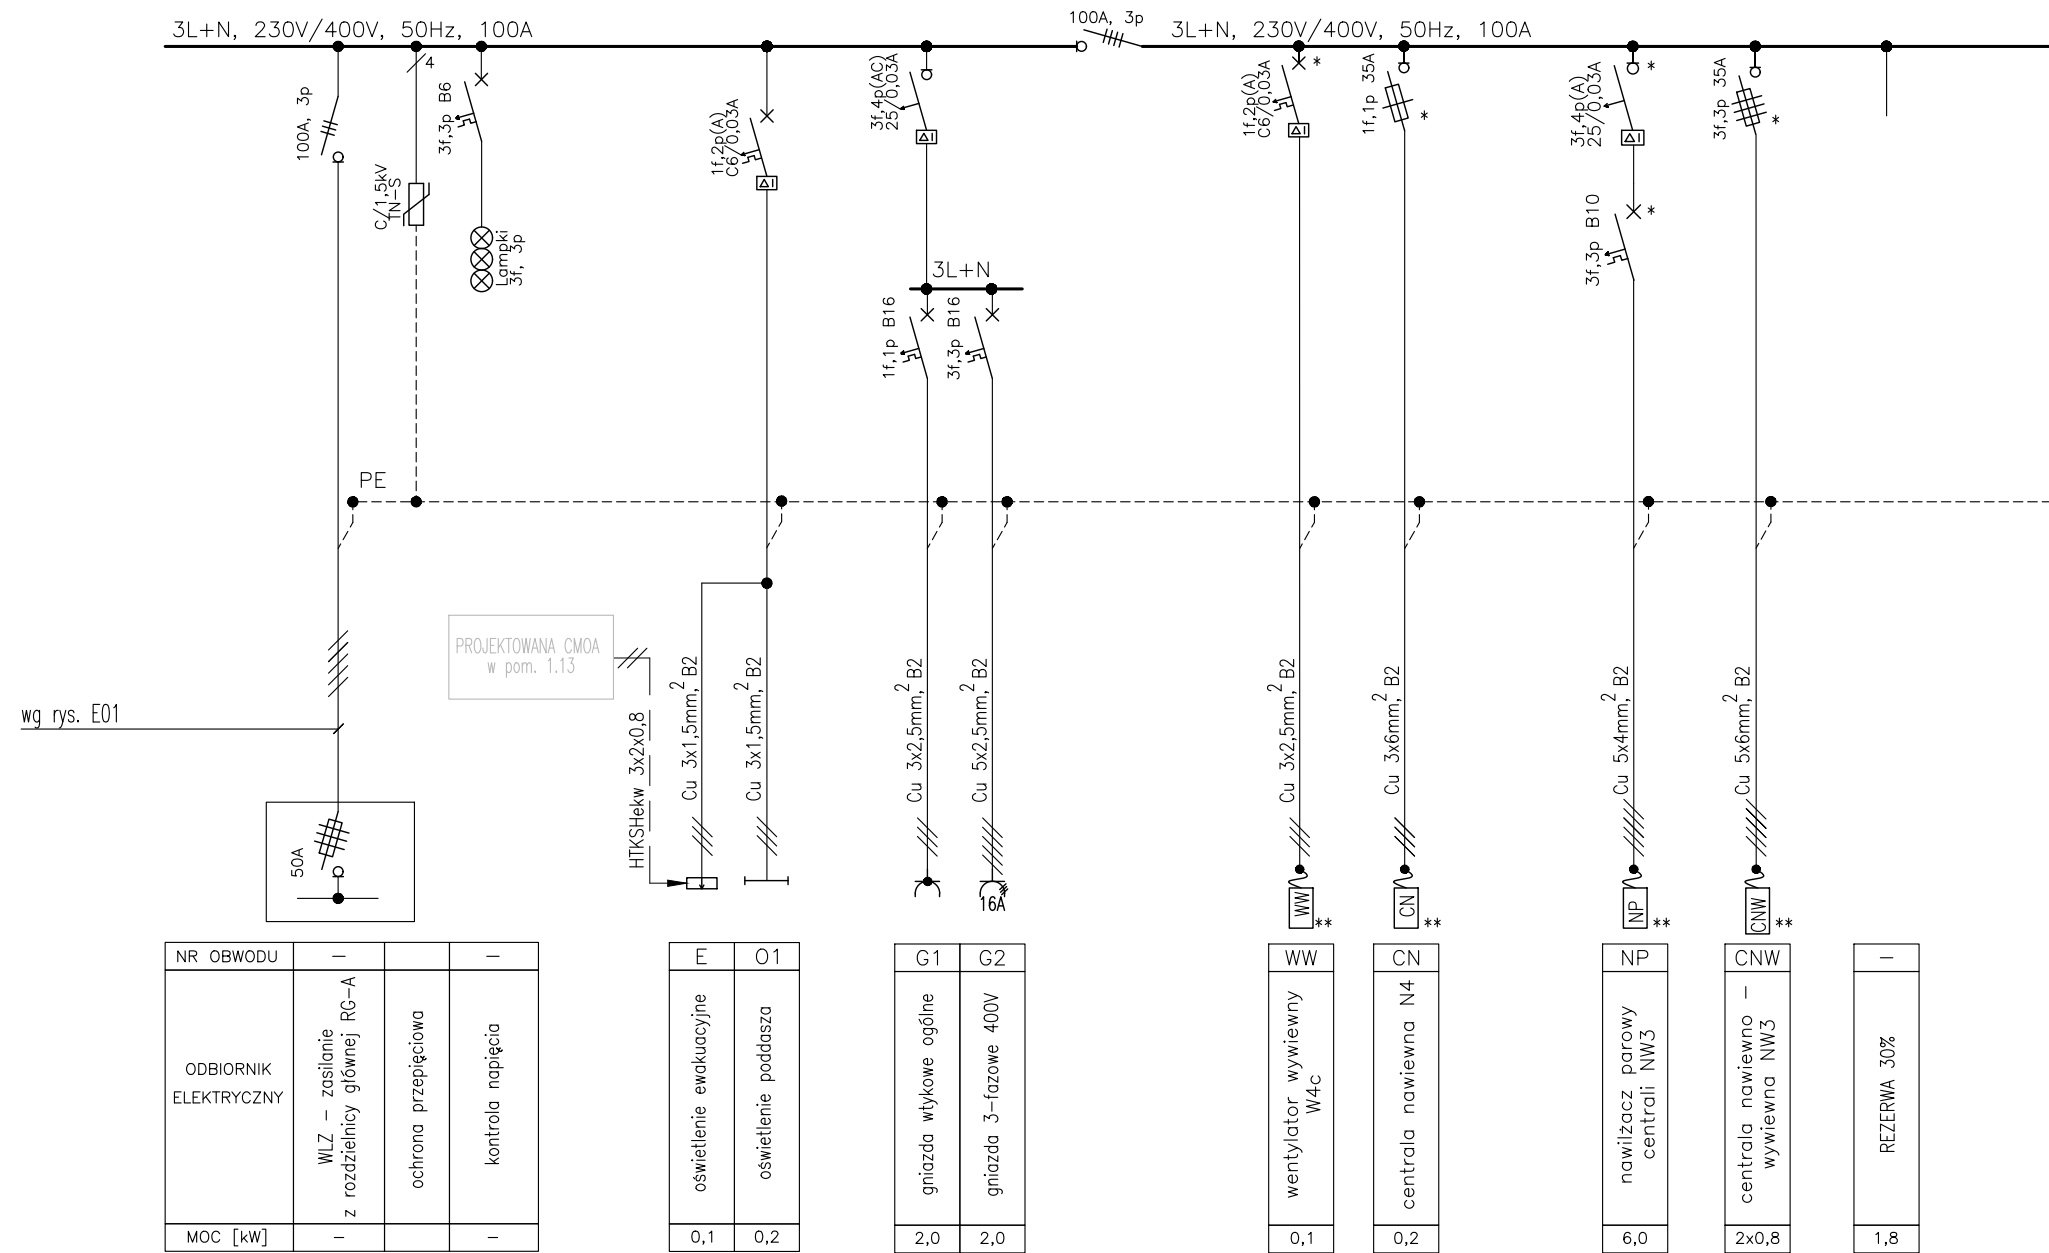 3L+N, 230V/400V, 50Hz, 100A
100A, 3p
3L+N, 230V/400V, 50Hz, 100A
100A, 3p
4
C/1,5kV
TN-S
3f,3p B6
Lampki
3f, 3p
1f,2p(A)
C6/0,03A
3f,4p(AC)
25/0,03A
3L+N
1f,1p B16
3f,3p B16
1f,2p(A)
C6/0,03A
*
1f,1p 35A
*
3f,4p(A)
25/0,03A
*
3f,3p B10
*
3f,3p 35A
*
PE
PROJEKTOWANA CMOA
w pom. 1.13
wg rys. E01
50A
HTKSHekw 3x2x0,8
Cu 3x1,5mm², B2
Cu 3x1,5mm², B2
Cu 3x2,5mm², B2
Cu 5x2,5mm², B2
16A
Cu 3x2,5mm², B2
Cu 3x6mm², B2
Cu 5x4mm², B2
Cu 5x6mm², B2
WW
**
CN
**
NP
**
CNW
**
NR OBWODU
–
–
E
O1
G1
G2
WW
CN
NP
CNW
–
ODBIORNIK
ELEKTRYCZNY
WLZ – zasilanie
z rozdzielnicy głównej RG-A
ochrona przepięciowa
kontrola napięcia
oświetlenie ewakuacyjne
oświetlenie poddasza
gniazda wtykowe ogólne
gniazda 3-fazowe 400V
wentylator wywiewny
W4c
centrala nawiewna N4
nawilżacz parowy
centrali NW3
centrala nawiewno –
wywiewna NW3
REZERWA 30%
MOC [kW]
–
–
0,1
0,2
2,0
2,0
0,1
0,2
6,0
2x0,8
1,8